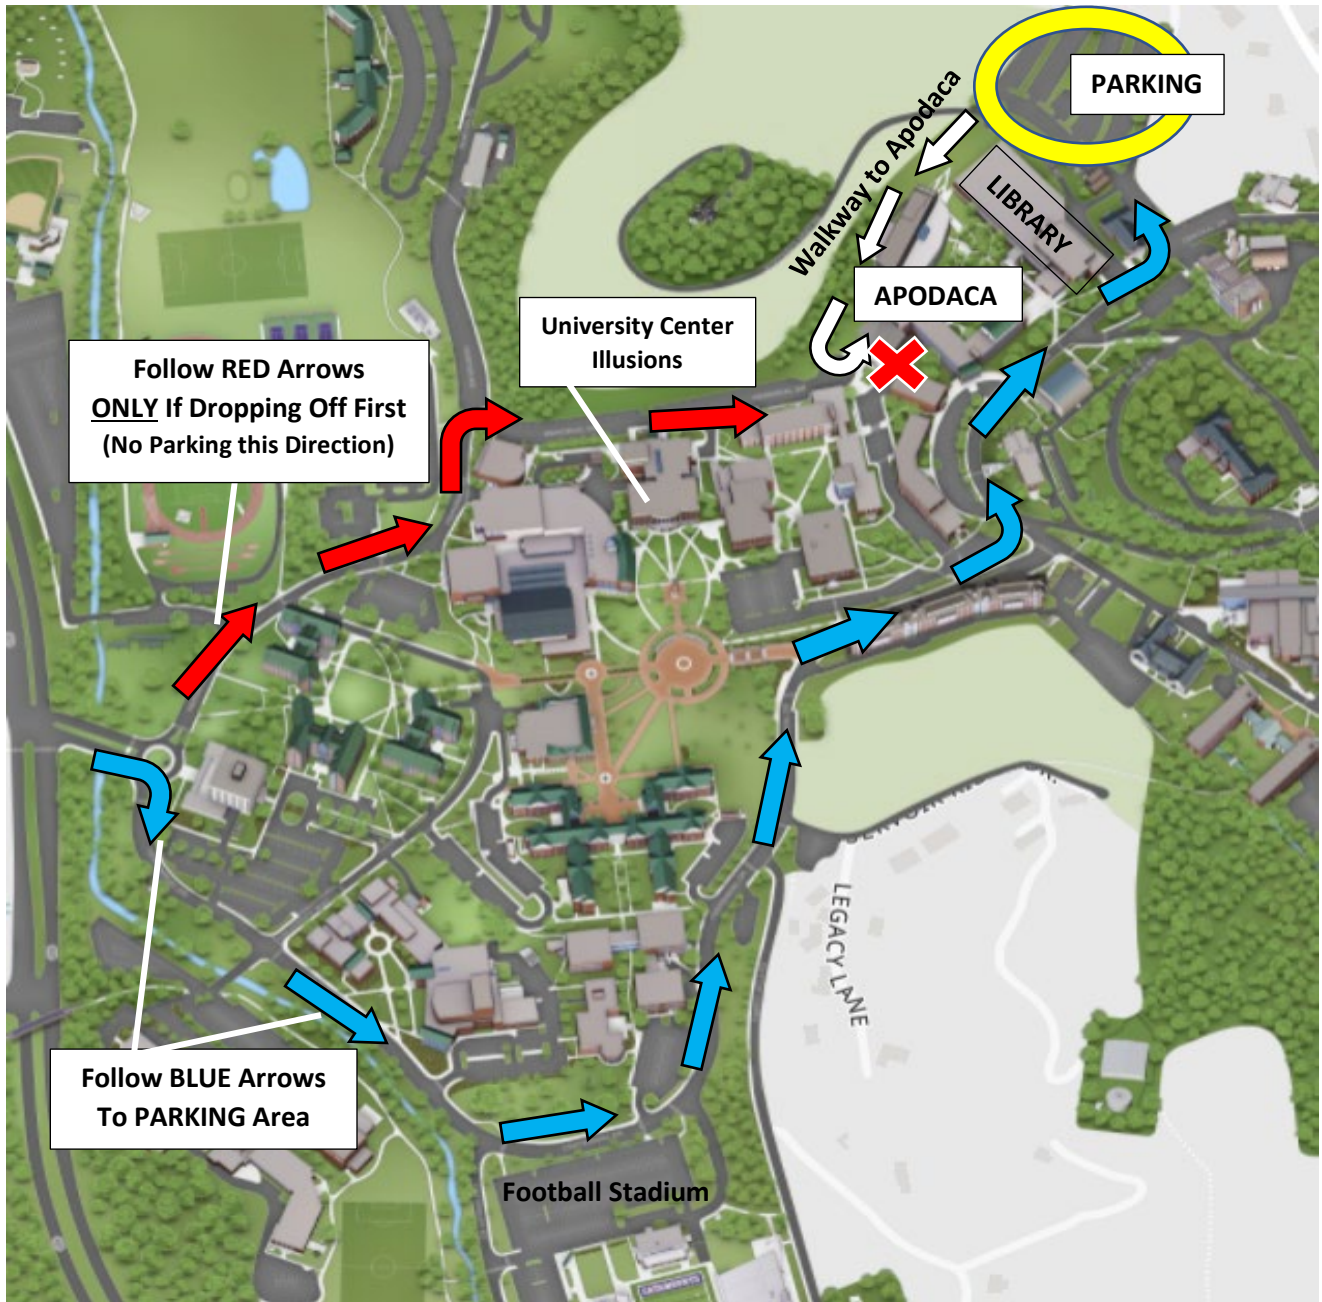 PARKING
Walkway to Apodaca
LIBRARY
APODACA
University Center
Illusions
Follow RED Arrows
ONLY If Dropping Off First
(No Parking this Direction)
LEGACY LANE
Follow BLUE Arrows
To PARKING Area
Football Stadium